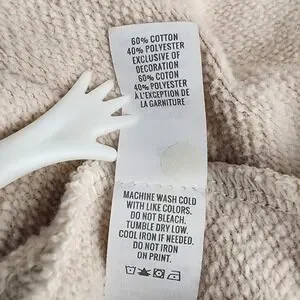 60% COTTON
40% POLYESTER
EXCLUSIVE OF
DECORATION
60% COTON
40% POLYESTER
À L'EXCEPTION DE
LA GARNITURE
MACHINE WASH COLD
WITH LIKE COLORS.
DO NOT BLEACH.
TUMBLE DRY LOW.
COOL IRON IF NEEDED.
DO NOT IRON
ON PRINT.